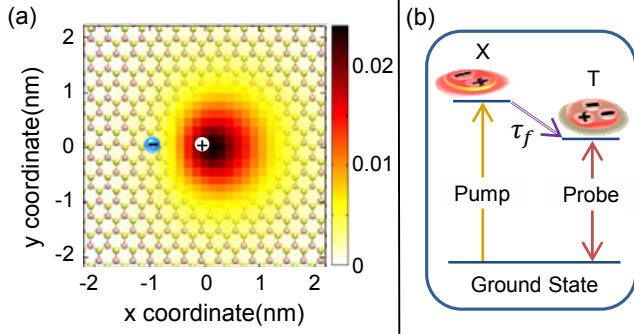 (a)
y coordinate(nm)
2
1
0
-1
-2
-2
-1
0
1
2
x coordinate(nm)
−
+
0.02
0.01
0
(b)
X
T
− +
− + −
τf
Pump
Probe
Ground State